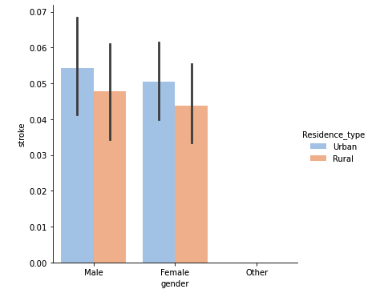 0.07
0.06
0.05
0.04
0.03
0.02
0.01
0.00
stroke
Male
Female
Other
gender
Residence_type
Urban
Rural